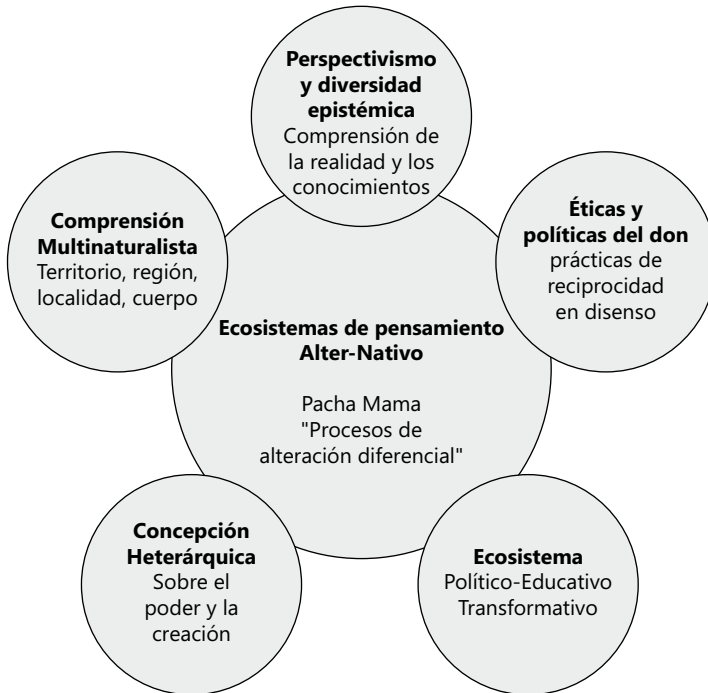 Perspectivismo
y diversidad
epistémica
Comprensión de
la realidad y los
conocimientos
Comprensión
Multinaturalista
Territorio, región,
localidad, cuerpo
Éticas y
políticas del don
prácticas de
reciprocidad
en disenso
Ecosistemas de pensamiento
Alter-Nativo
Pacha Mama
"Procesos de
alteración diferencial"
Concepción
Heterárquica
Sobre el
poder y la
creación
Ecosistema
Político-Educativo
Transformativo